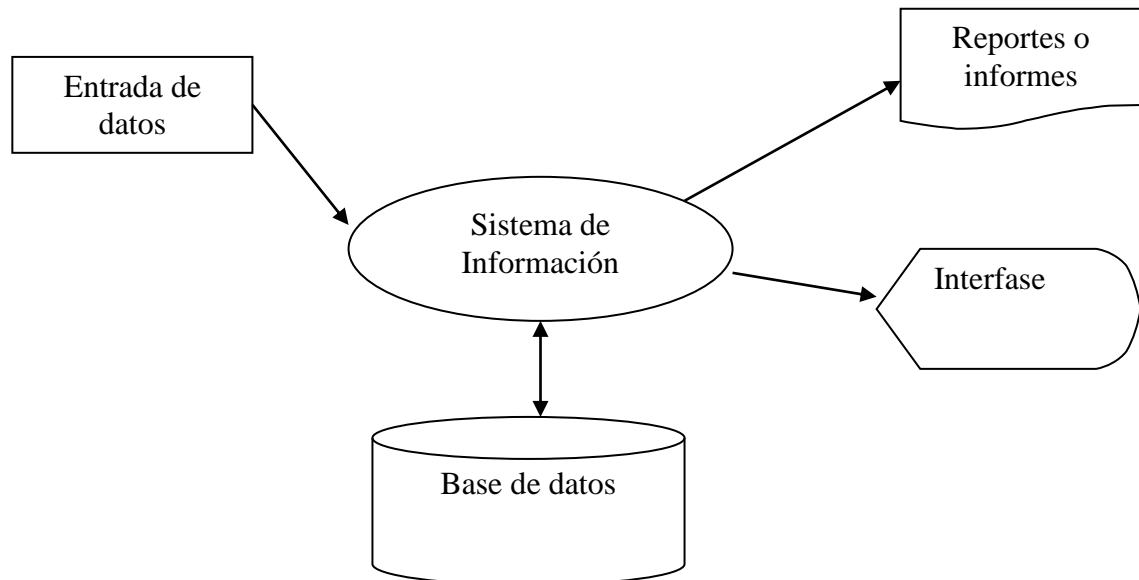 Entrada de
datos
Reportes o
informes
Sistema de
Información
Interfase
Base de datos